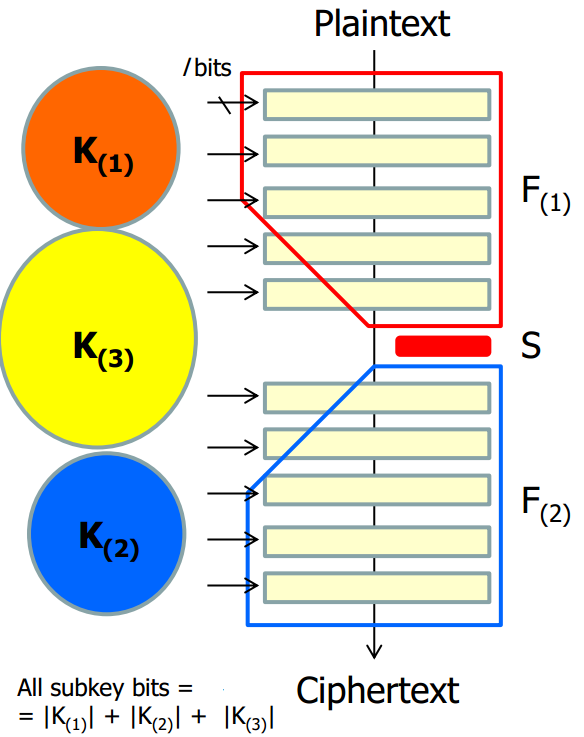 Plaintext
/bits
K(1)
F(1)
K(3)
S
K(2)
F(2)
Ciphertext
All subkey bits =
= |K(1)| + |K(2)| + |K(3)|